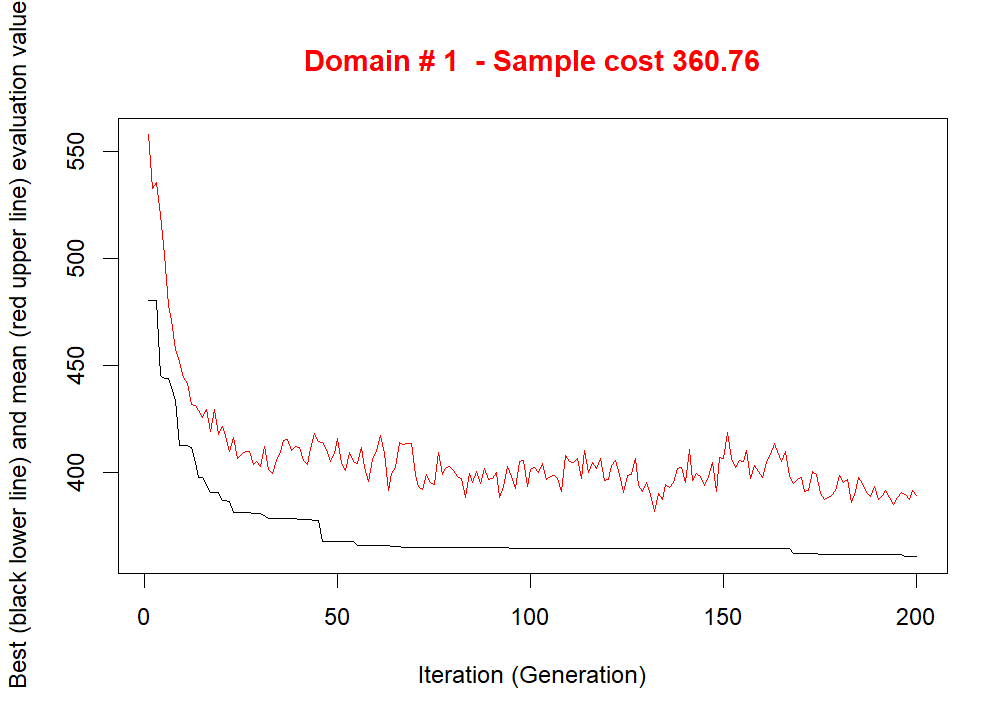 Domain # 1  - Sample cost 360.76
Best (black lower line) and mean (red upper line) evaluation value
550
500
450
400
0 50 100 150 200
Iteration (Generation)